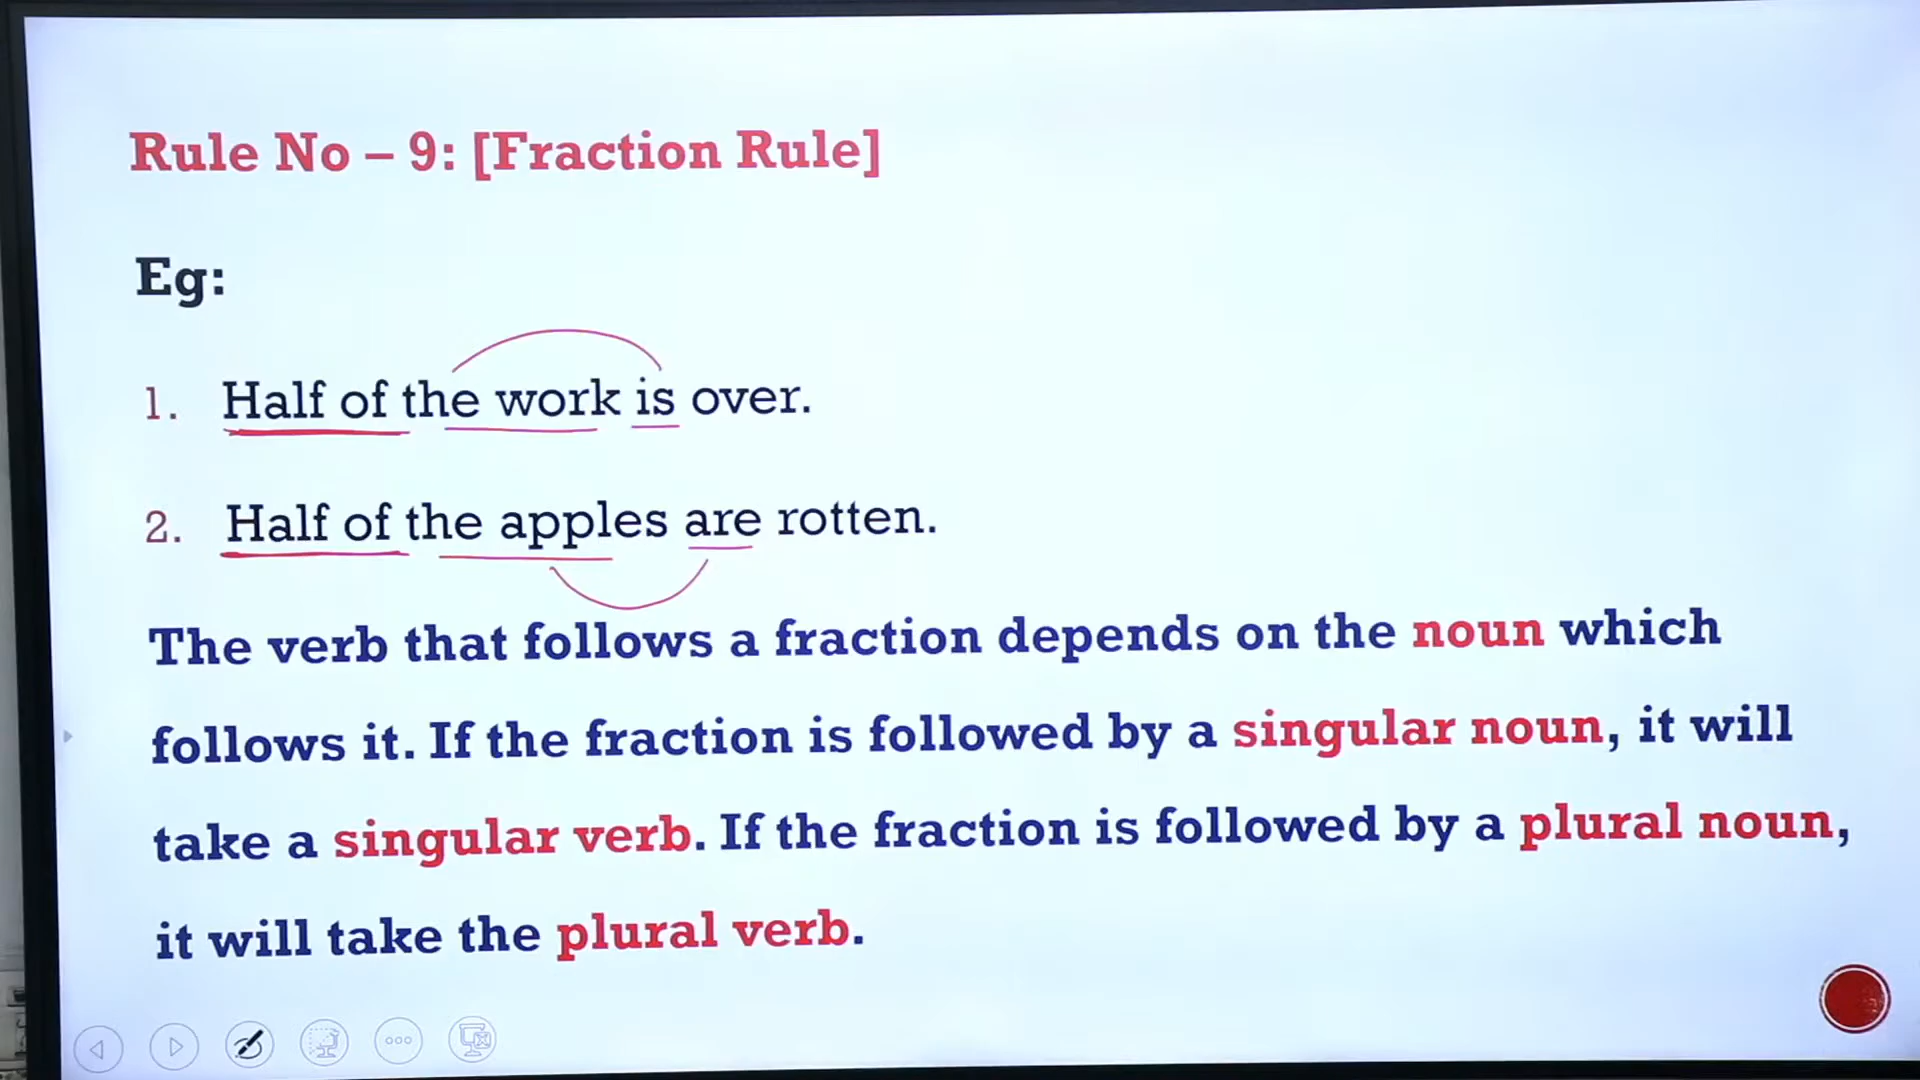 Rule No – 9: [Fraction Rule]
Eg:
1. Half of the work is over.
2. Half of the apples are rotten.
The verb that follows a fraction depends on the noun which
follows it. If the fraction is followed by a singular noun, it will
take a singular verb. If the fraction is followed by a plural noun,
it will take the plural verb.